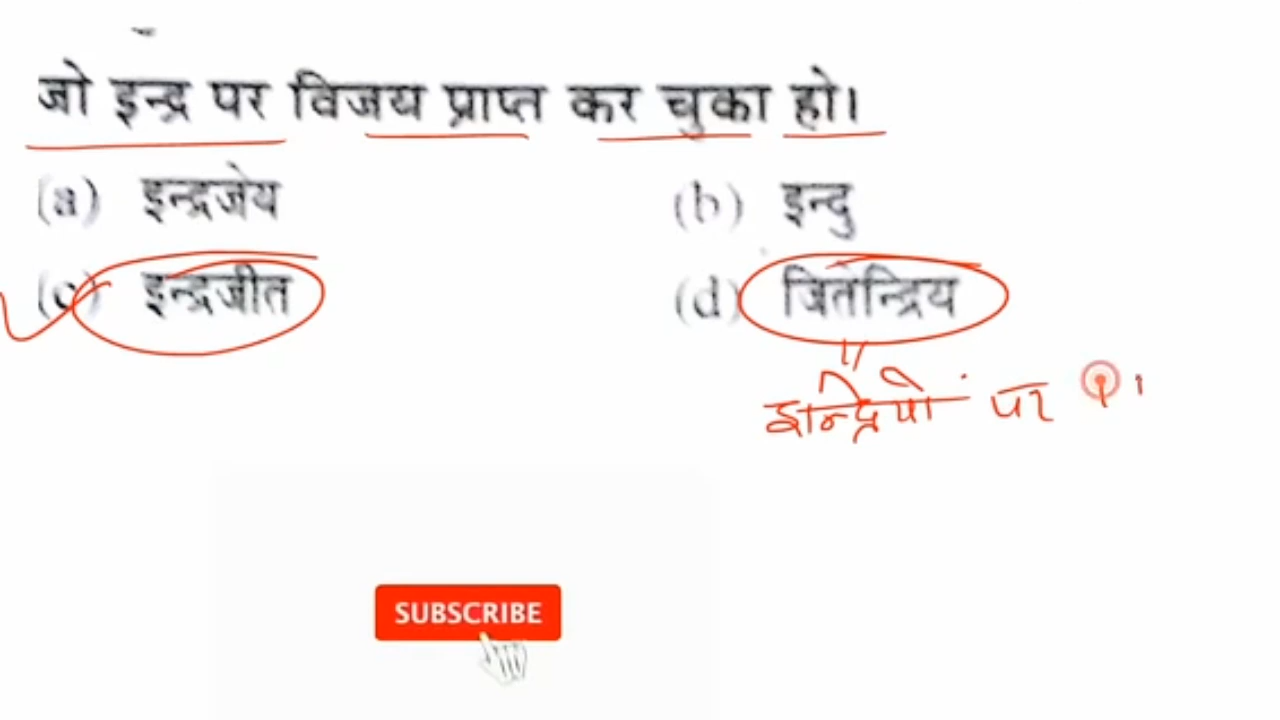 जो इन्द्र पर विजय प्राप्त कर चुका हो।
(a) इन्द्रजेय (b) इन्दु
(c) इन्द्रजीत (d) जितेन्द्रिय
इन्द्रियों पर
SUBSCRIBE